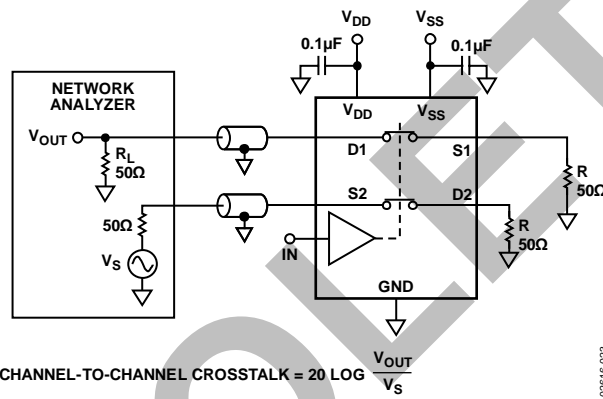 VDD VSS
0.1µF 0.1µF
NETWORK
ANALYZER
VDD VSS
VOUT
D1 S1
RL
50Ω
R
50Ω
S2 D2
50Ω
R
50Ω
VS
IN
GND
CHANNEL-TO-CHANNEL CROSSTALK = 20 LOG VOUT
VS